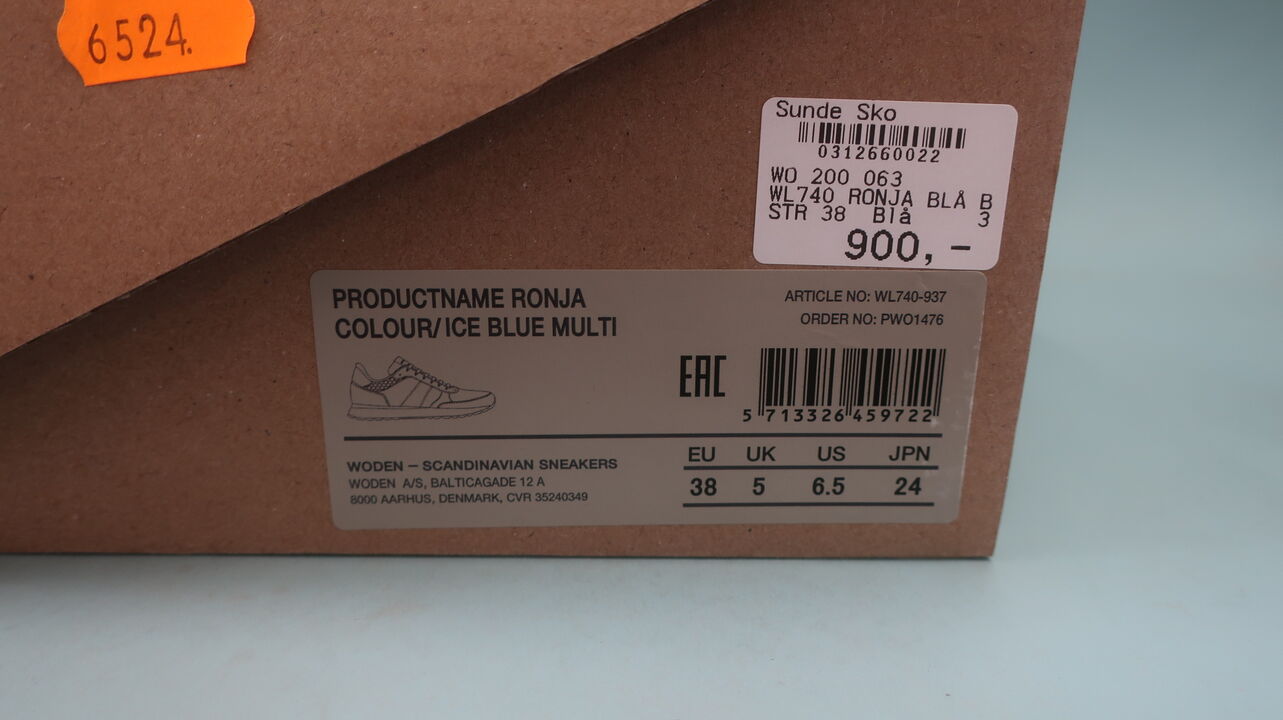 6524.
Sunde Sko
0312660022
WO 200 063
WL740 RONJA BLÅ B
STR 38 Blå 3
900,-
PRODUCTNAME RONJA
COLOUR/ICE BLUE MULTI
ARTICLE NO: WL740-937
ORDER NO: PWO1476
EAC
5 713326 459722
WODEN – SCANDINAVIAN SNEAKERS
WODEN A/S, BALTICAGADE 12 A
8000 AARHUS, DENMARK, CVR 35240349
EU UK US JPN
38 5 6.5 24